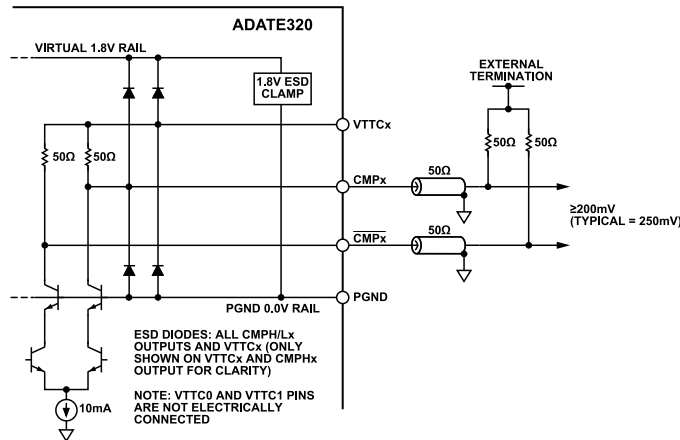 ADATE320
VIRTUAL 1.8V RAIL
1.8V ESD
CLAMP
EXTERNAL
TERMINATION
VTTCx
50Ω
50Ω
50Ω
50Ω
50Ω
CMPx
≥200mV
(TYPICAL = 250mV)
50Ω
CMPx
PGND 0.0V RAIL
PGND
ESD DIODES: ALL CMPH/Lx
OUTPUTS AND VTTCx (ONLY
SHOWN ON VTTCx AND CMPHx
OUTPUT FOR CLARITY)
NOTE: VTTC0 AND VTTC1 PINS
ARE NOT ELECTRICALLY
CONNECTED
10mA